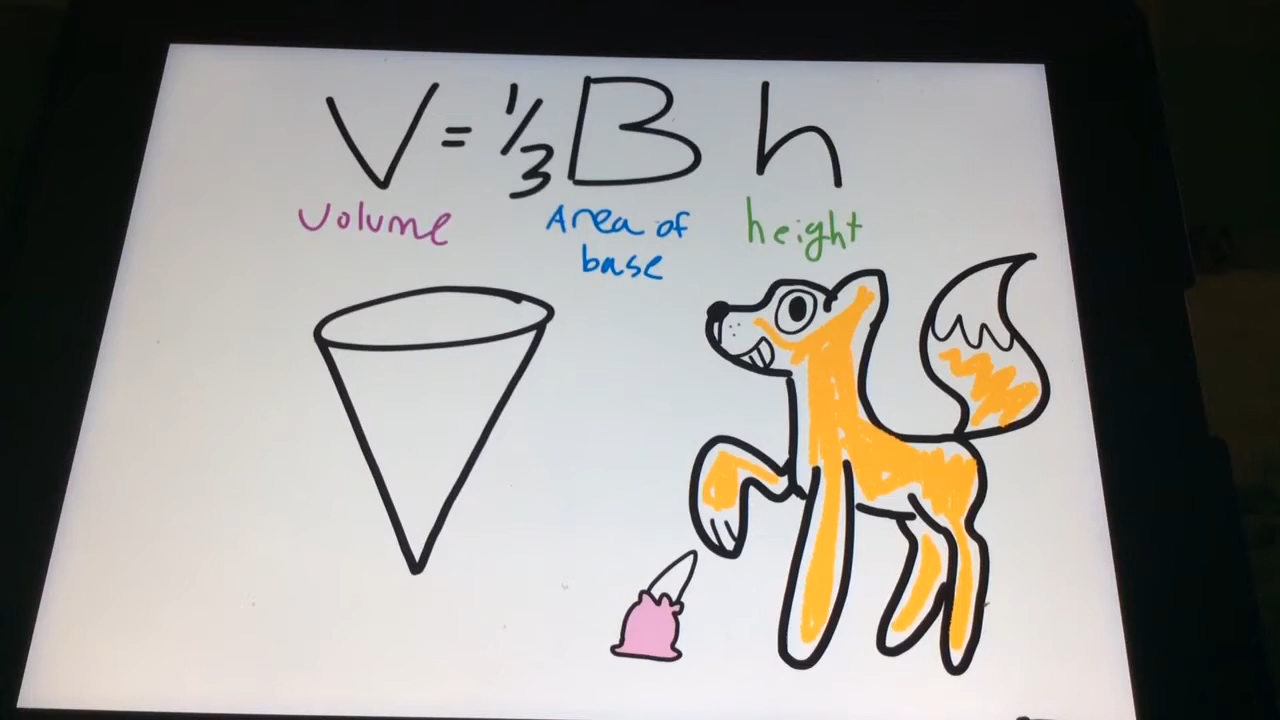 V = 1/3 B h
Volume Area of height
base